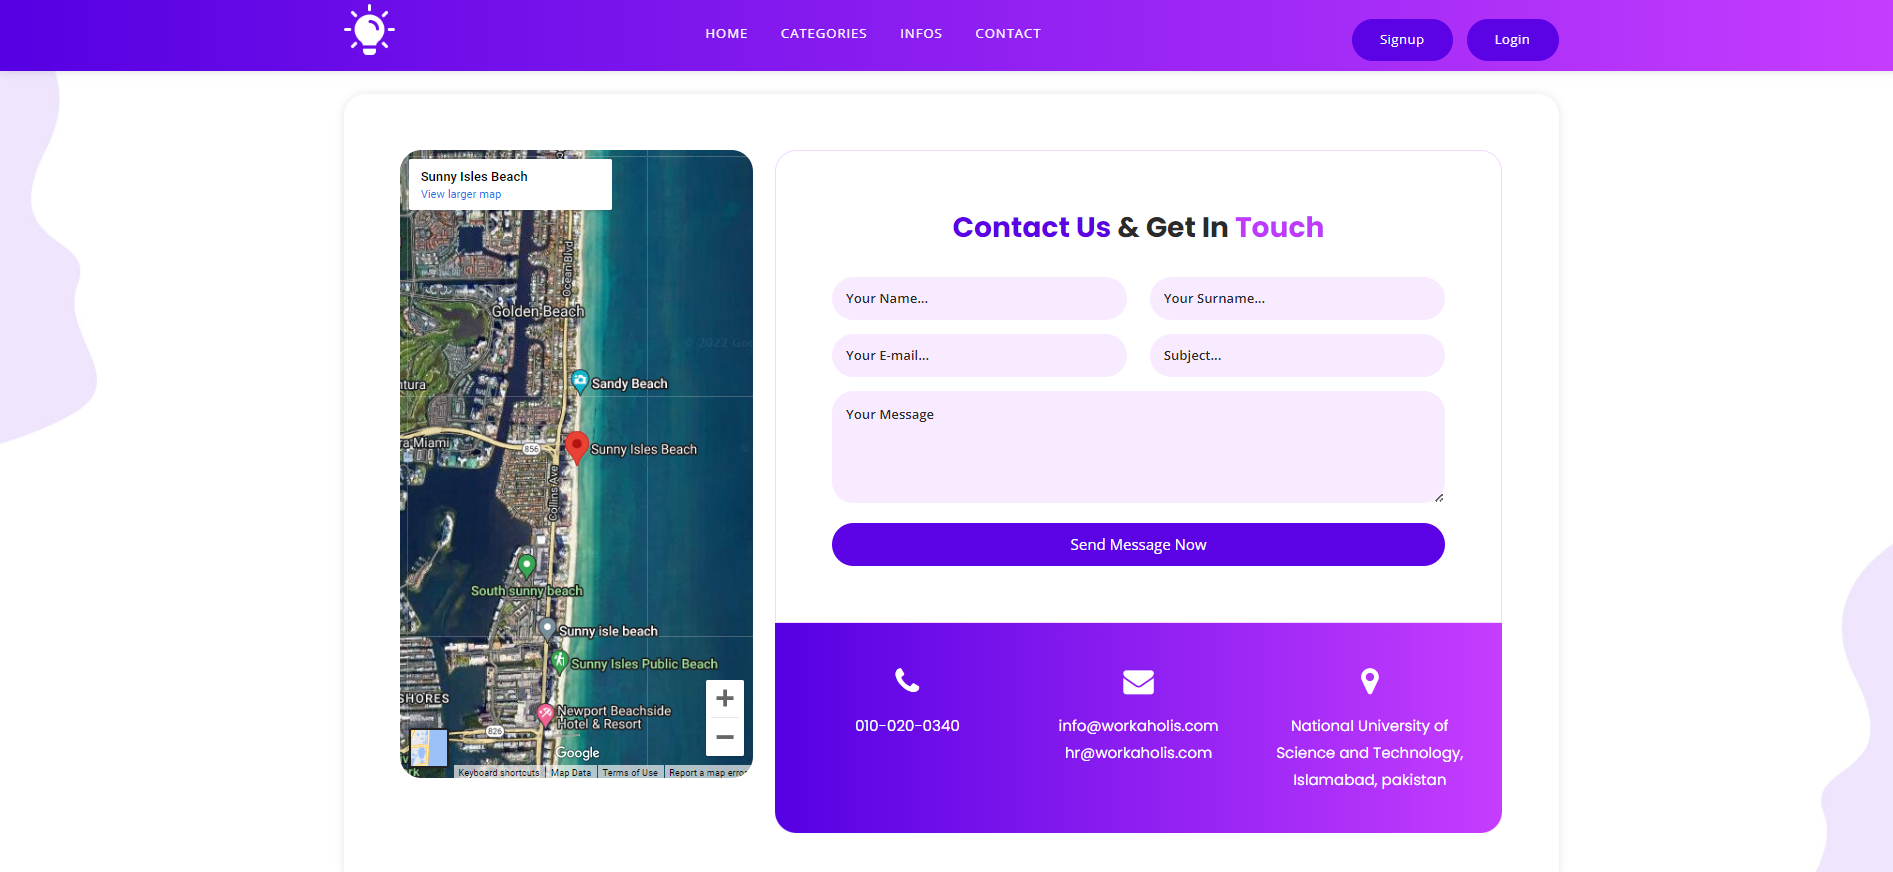 HOME CATEGORIES INFOS CONTACT
Signup Login
Sunny Isles Beach
View larger map
Ocean Blvd
Golden Beach
ntura
Sandy Beach
ra Miami
856
Sunny Isles Beach
Collins Ave
South sunny beach
Sunny isle beach
Sunny Isles Public Beach
SHORES
Newport Beachside
Hotel & Resort
826
Google
Keyboard shortcuts Map Data Terms of Use Report a map error
Contact Us & Get In Touch
Your Name... Your Surname...
Your E-mail... Subject...
Your Message
Send Message Now
010-020-0340
info@workaholis.com
hr@workaholis.com
National University of
Science and Technology,
Islamabad, pakistan